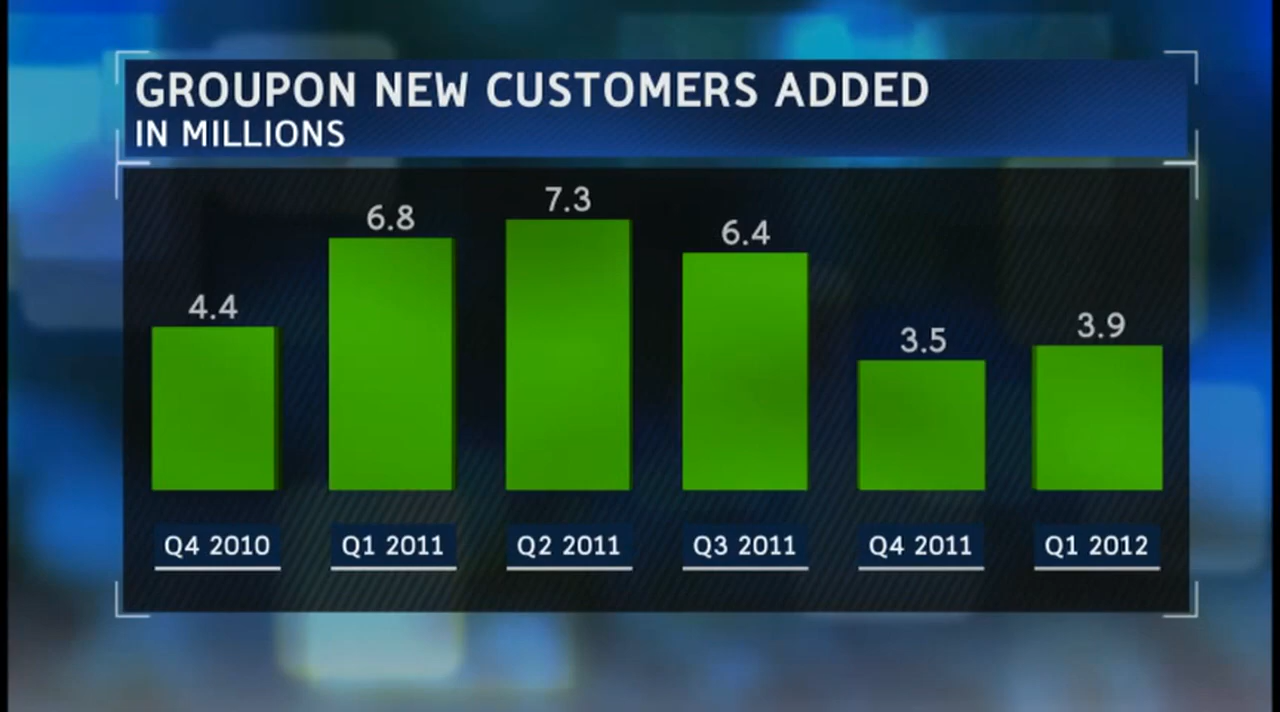 GROUPON NEW CUSTOMERS ADDED
IN MILLIONS
4.4
6.8
7.3
6.4
3.5
3.9
Q4 2010
Q1 2011
Q2 2011
Q3 2011
Q4 2011
Q1 2012